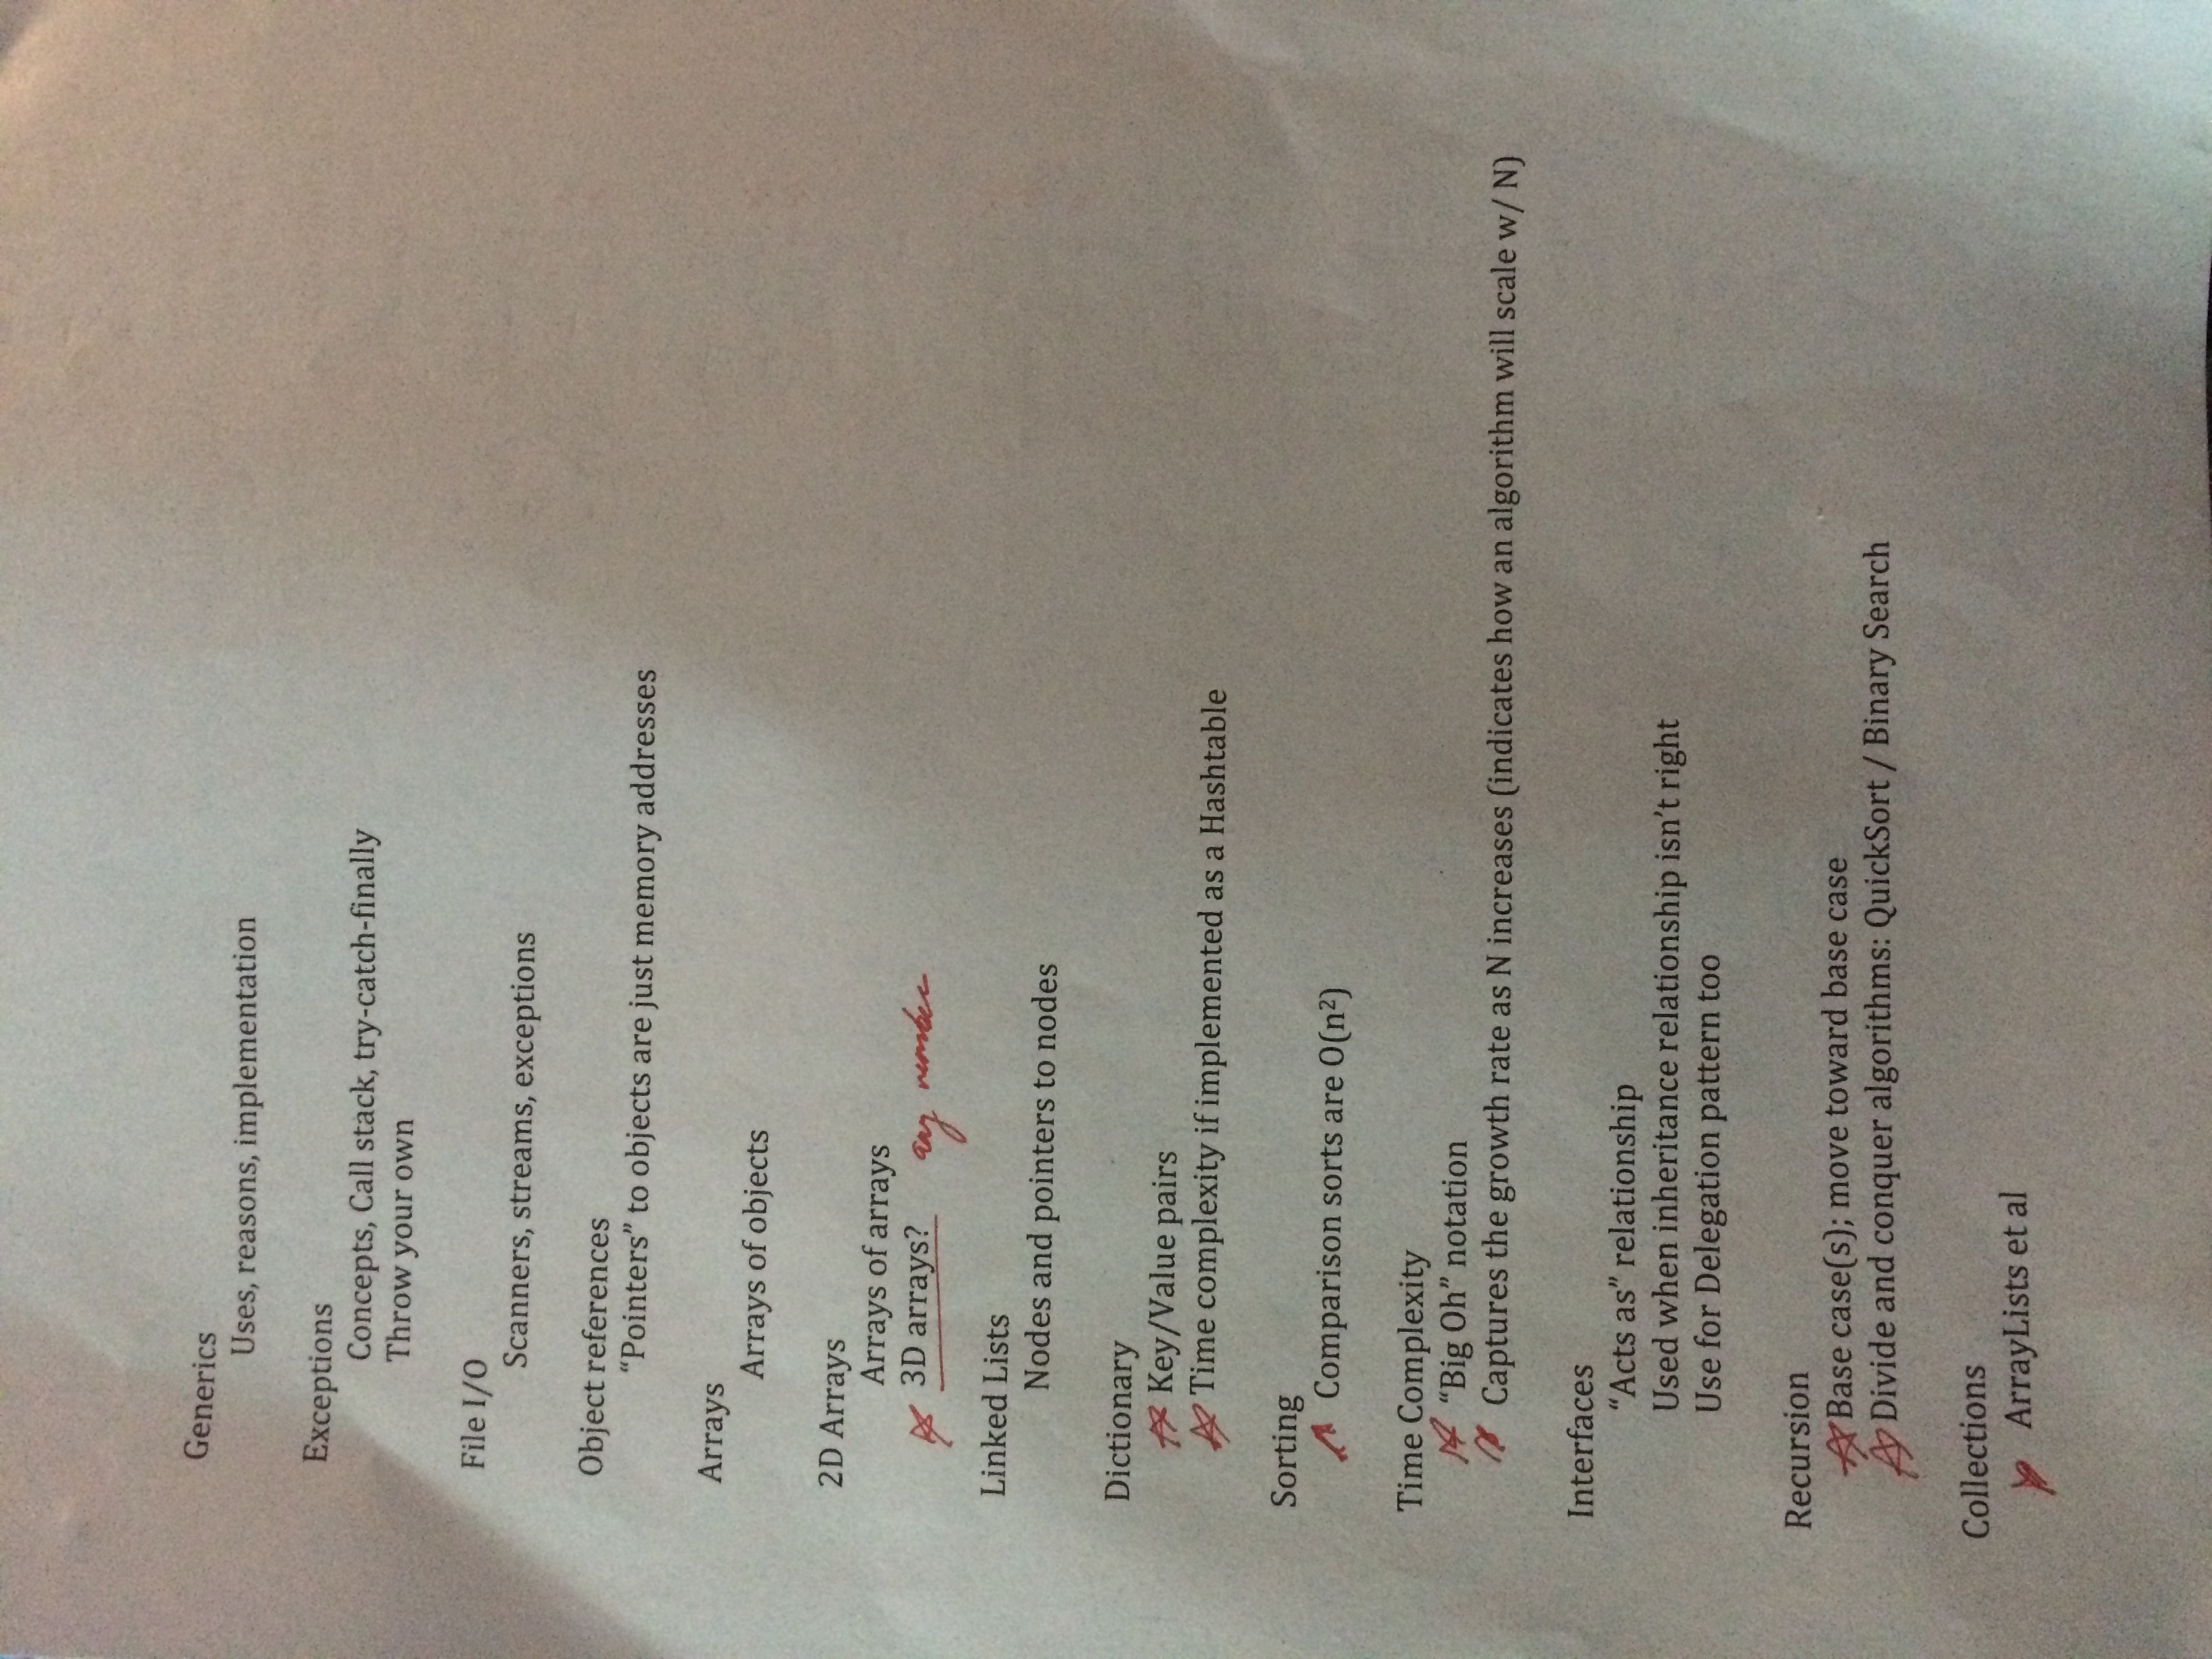 Generics
Uses, reasons, implementation
Exceptions
Concepts, Call stack, try-catch-finally
Throw your own
File I/O
Scanners, streams, exceptions
Object references
“Pointers” to objects are just memory addresses
Arrays
Arrays of objects
2D Arrays
Arrays of arrays
3D arrays? any number
Linked Lists
Nodes and pointers to nodes
Dictionary
Key/Value pairs
Time complexity if implemented as a Hashtable
Sorting
Comparison sorts are O(n²)
Time Complexity
“Big Oh” notation
Captures the growth rate as N increases (indicates how an algorithm will scale w/ N)
Interfaces
“Acts as” relationship
Used when inheritance relationship isn’t right
Use for Delegation pattern too
Recursion
Base case(s); move toward base case
Divide and conquer algorithms: QuickSort / Binary Search
Collections
ArrayLists et al